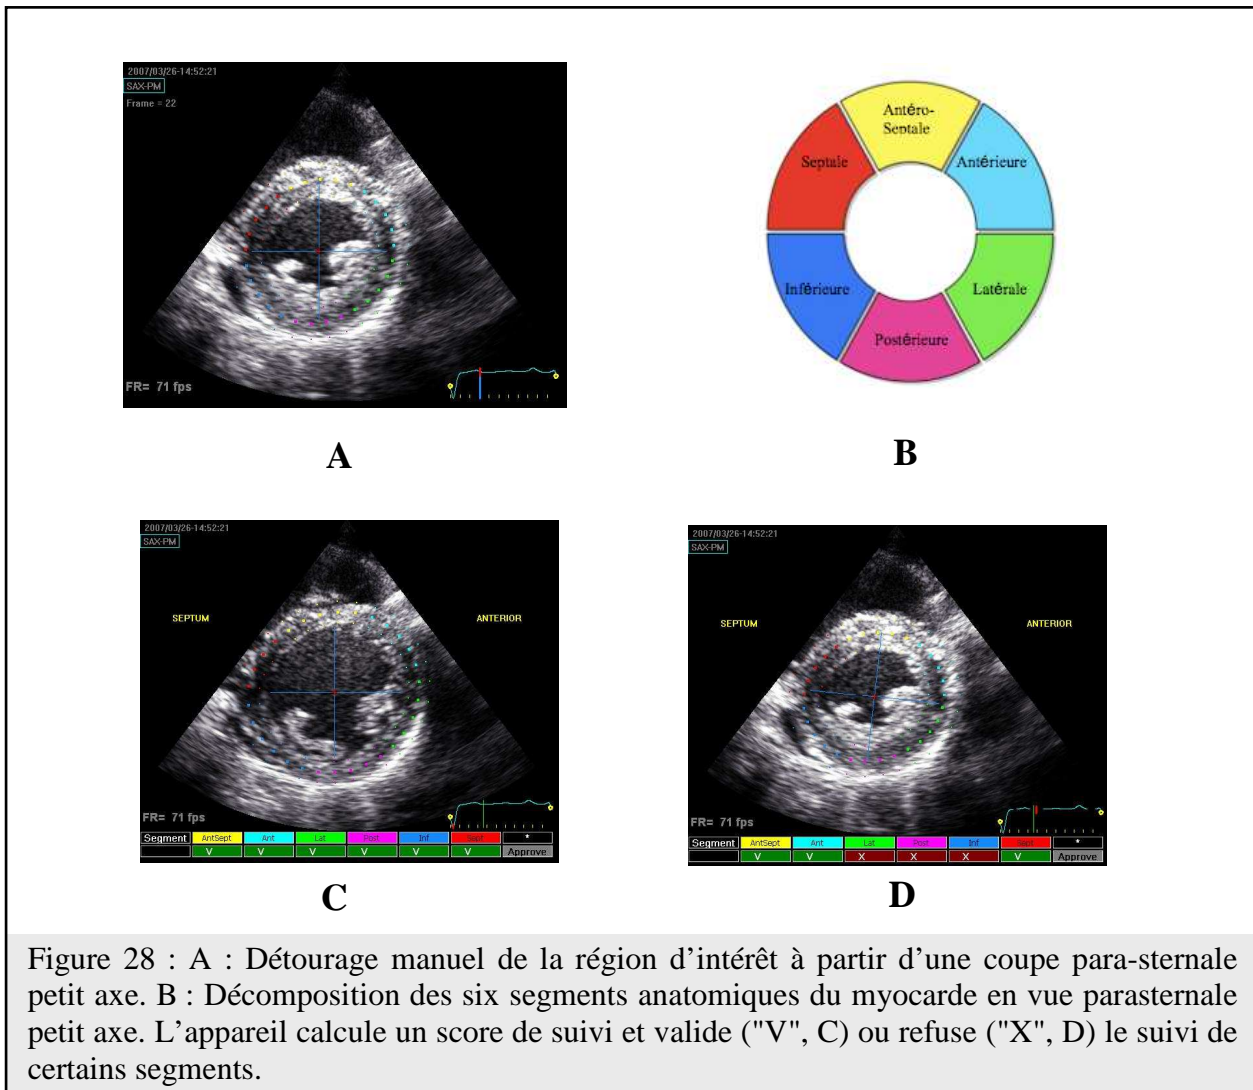 2007/03/26-14:52:21
SAX-PM
Frame = 22
FR= 71 fps
A
Antéro-
Septale
Septale
Antérieure
Inférieure
Latérale
Postérieure
B
2007/03/26-14:52:21
SAX-PM
SEPTUM
ANTERIOR
FR= 71 fps
Segment AntSept Ant Lat Post Inf Sept *
V V V V V V Approve
C
2007/03/26-14:52:21
SAX-PM
SEPTUM
ANTERIOR
FR= 71 fps
Segment AntSept Ant Lat Post Inf Sept *
V V X X X V Approve
D
Figure 28 : A : Détourage manuel de la région d’intérêt à partir d’une coupe para-sternale
petit axe. B : Décomposition des six segments anatomiques du myocarde en vue parasternale
petit axe. L’appareil calcule un score de suivi et valide ("V", C) ou refuse ("X", D) le suivi de
certains segments.